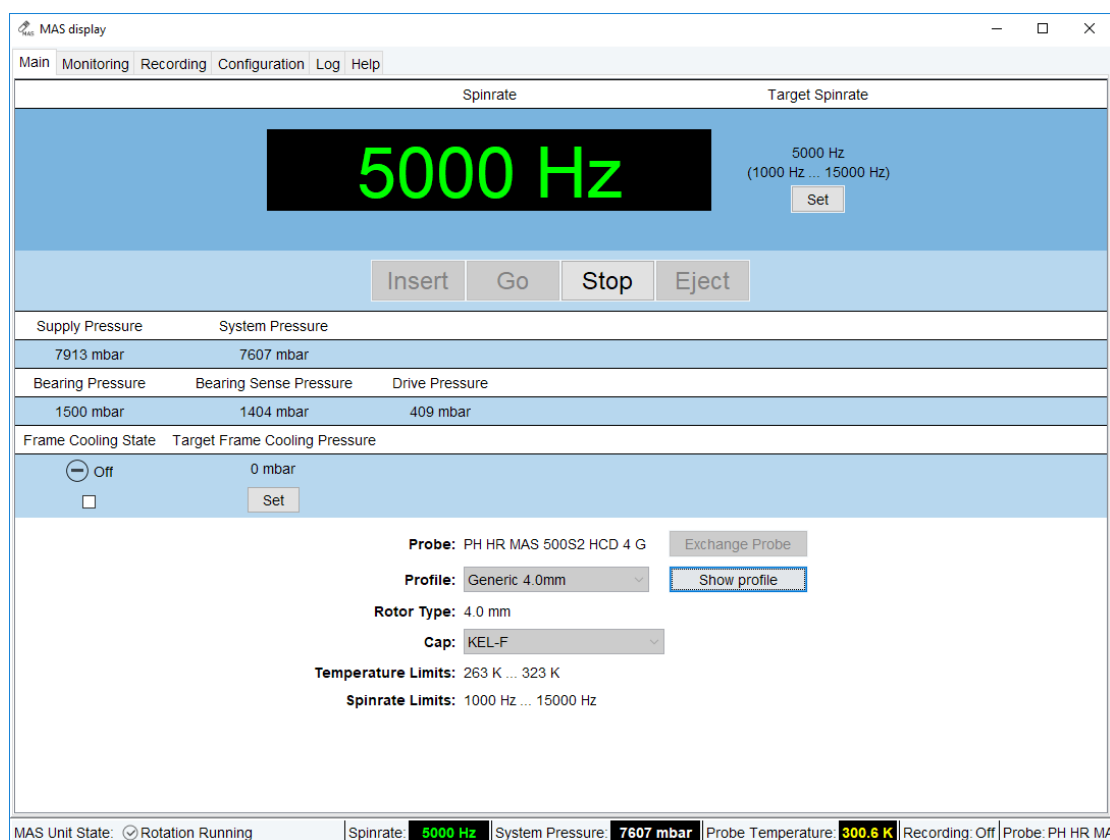 MAS display
Main Monitoring Recording Configuration Log Help
Spinrate Target Spinrate
5000 Hz
5000 Hz
(1000 Hz ... 15000 Hz)
Set
Insert Go Stop Eject
Supply Pressure System Pressure
7913 mbar 7607 mbar
Bearing Pressure Bearing Sense Pressure Drive Pressure
1500 mbar 1404 mbar 409 mbar
Frame Cooling State Target Frame Cooling Pressure
Off 0 mbar
Set
Probe: PH HR MAS 500S2 HCD 4 G Exchange Probe
Profile: Generic 4.0mm Show profile
Rotor Type: 4.0 mm
Cap: KEL-F
Temperature Limits: 263 K ... 323 K
Spinrate Limits: 1000 Hz ... 15000 Hz
MAS Unit State: Rotation Running Spinrate: 5000 Hz System Pressure: 7607 mbar Probe Temperature: 300.6 K Recording: Off Probe: PH HR MA